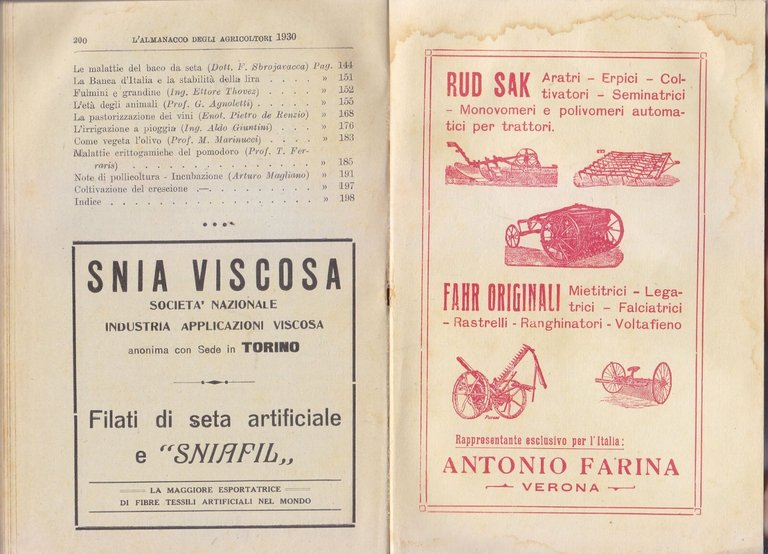 200 L'ALMANACCO DEGLI AGRICOLTORI 1930
Le malattie del baco da seta (Dott. F. Sbrojavacca) Pag. 144
La Banca d'Italia e la stabilità della lira . . . . » 151
Fulmini e grandine (Ing. Ettore Thovez) . . . . » 152
L'età degli animali (Prof. G. Agnoletti) . . . . . » 155
La pastorizzazione dei vini (Enot. Pietro de Renzio) » 168
L'irrigazione a pioggia (Ing. Aldo Giuntini) . . . » 176
Come vegeta l'olivo (Prof. M. Marinucci) . . . . » 183
Malattie crittogamiche del pomodoro (Prof. T. Fer-
raris) . . . . . . . . . . . » 185
Note di pollicoltura - Incubazione (Arturo Magliano) » 191
Coltivazione del crescione .—. . . . . . . » 197
Indice . . . . . . . . . . . . . » 198
SNIA VISCOSA
SOCIETA' NAZIONALE
INDUSTRIA APPLICAZIONI VISCOSA
anonima con Sede in TORINO
Filati di seta artificiale
e "SNIAFIL„
LA MAGGIORE ESPORTATRICE
DI FIBRE TESSILI ARTIFICIALI NEL MONDO
RUD SAK Aratri - Erpici - Col-
tivatori - Seminatrici
- Monovomeri e polivomeri automa-
tici per trattori.
FAHR ORIGINALI Mietitrici - Lega-
trici - Falciatrici
- Rastrelli - Ranghinatori - Voltafieno
Rappresentante esclusivo per l'Italia:
ANTONIO FARINA
VERONA